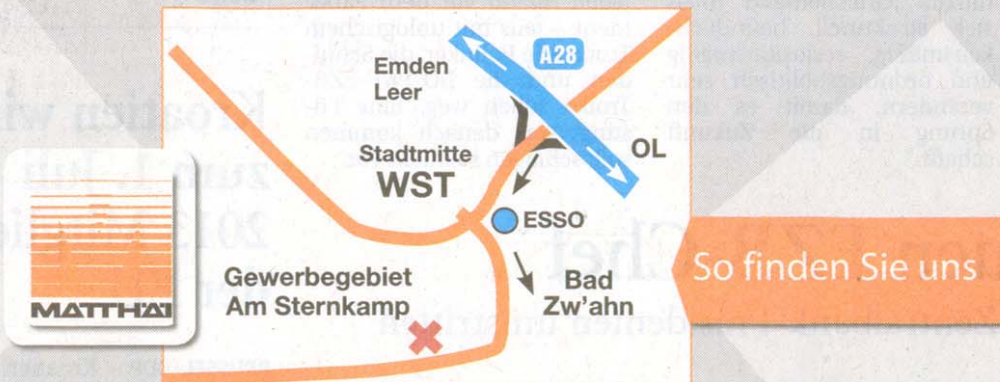 A28
Emden
Leer
OL
Stadtmitte
WST
ESSO
MATTHÄI
Gewerbegebiet
Am Sternkamp
Bad
Zw'ahn
So finden Sie uns